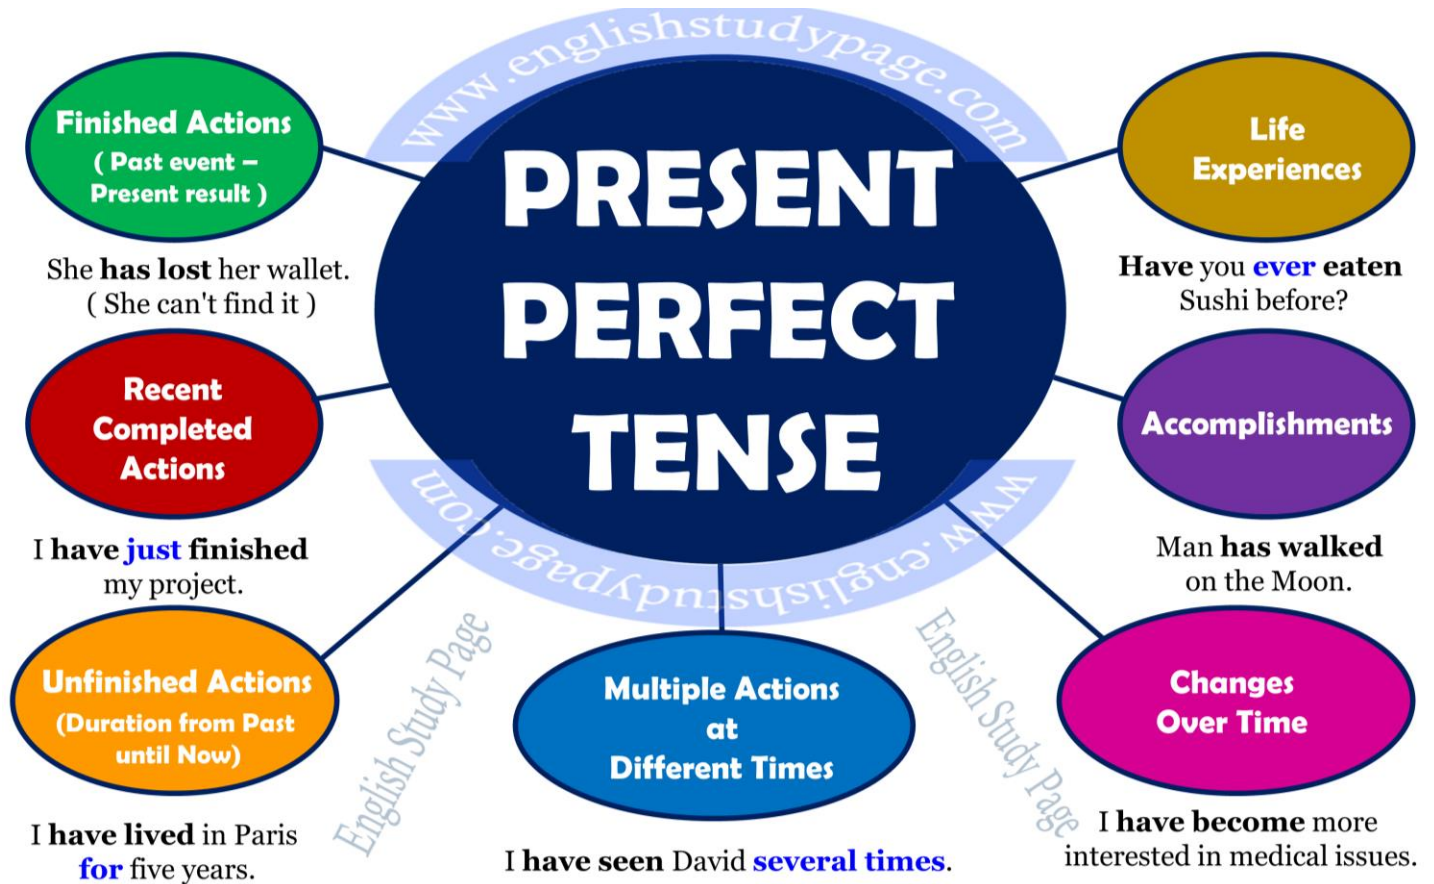 www.englishstudypage.com
PRESENT
PERFECT
TENSE
www.englishstudypage.com
Finished Actions
( Past event –
Present result )
She has lost her wallet.
( She can't find it )
Recent
Completed
Actions
I have just finished
my project.
Unfinished Actions
(Duration from Past
until Now)
I have lived in Paris
for five years.
English Study Page
Multiple Actions
at
Different Times
I have seen David several times.
English Study Page
Life
Experiences
Have you ever eaten
Sushi before?
Accomplishments
Man has walked
on the Moon.
Changes
Over Time
I have become more
interested in medical issues.